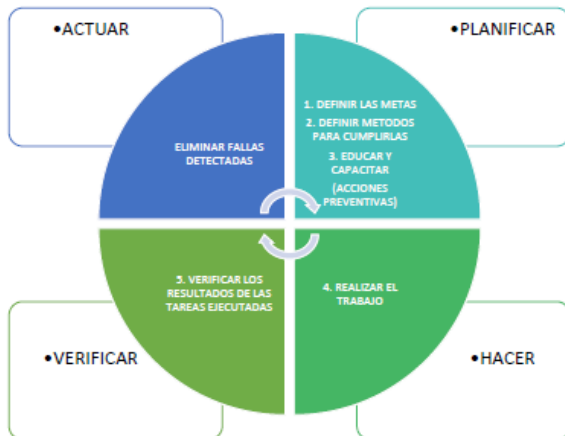 •ACTUAR
•PLANIFICAR
ELIMINAR FALLAS
DETECTADAS
1. DEFINIR LAS METAS
2. DEFINIR METODOS
PARA CUMPLIRLAS
3. EDUCAR Y
CAPACITAR
(ACCIONES
PREVENTIVAS)
5. VERIFICAR LOS
RESULTADOS DE LAS
TAREAS EJECUTADAS
4. REALIZAR EL
TRABAJO
•VERIFICAR
•HACER